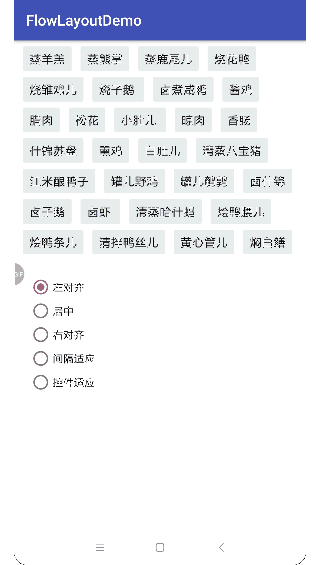 FlowLayoutDemo
蒸羊羔 蒸熊掌 蒸鹿尾儿 烧花鸭
烧雏鸡儿 烧子鹅 卤煮咸鸭 酱鸡
腊肉 松花 小肚儿 晾肉 香肠
什锦苏盘 熏鸡 白肚儿 清蒸八宝猪
江米酿鸭子 罐儿野鸡 罐儿鹌鹑 卤什锦
卤子鹅 卤虾 清蒸哈什蟆 烩鸭腰儿
烩鸭条儿 清拌鸭丝儿 黄心管儿 焖白鳝
左对齐
居中
右对齐
间隔适应
控件适应